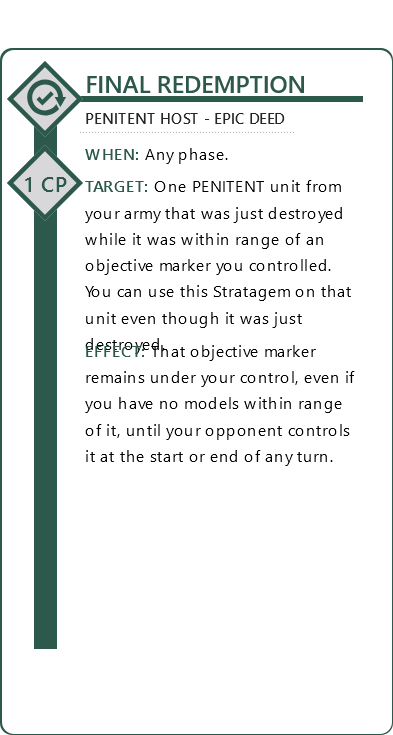 FINAL REDEMPTION
PENITENT HOST - EPIC DEED
WHEN: Any phase.
1 CP
TARGET: One PENITENT unit from
your army that was just destroyed
while it was within range of an
objective marker you controlled.
You can use this Stratagem on that
unit even though it was just
destroyed.
EFFECT: That objective marker
remains under your control, even if
you have no models within range
of it, until your opponent controls
it at the start or end of any turn.